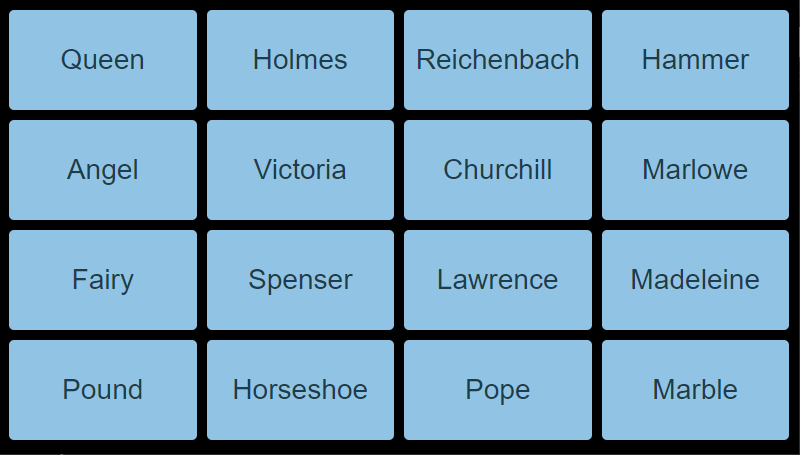 Queen Holmes Reichenbach Hammer
Angel Victoria Churchill Marlowe
Fairy Spenser Lawrence Madeleine
Pound Horseshoe Pope Marble